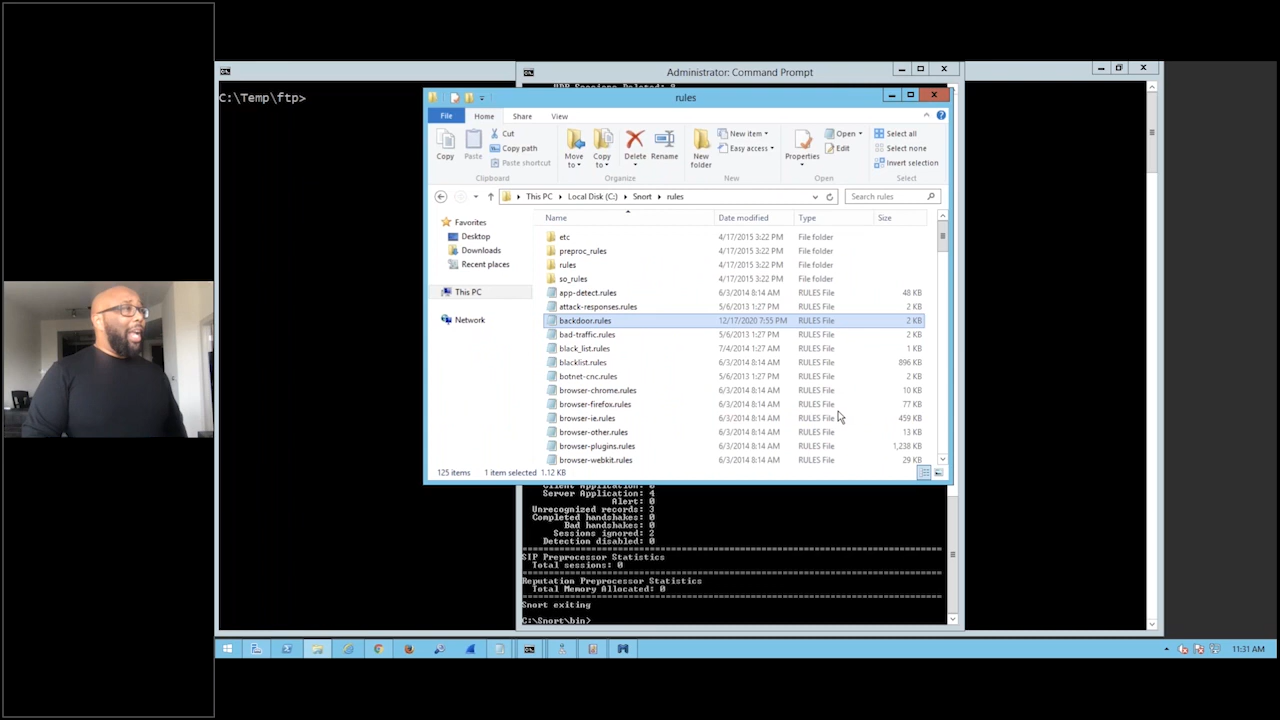 Administrator: Command Prompt
C:\Temp\ftp>
rules
File Home Share View
Copy Paste Cut Copy path Paste shortcut Move to Copy to Delete Rename New folder New item Easy access Properties Open Edit Select all Select none Invert selection
Clipboard Organize New Open Select
This PC Local Disk (C:) Snort rules Search rules
Favorites
Desktop
Downloads
Recent places
This PC
Network
Name Date modified Type Size
etc 4/17/2015 3:22 PM File folder
preproc_rules 4/17/2015 3:22 PM File folder
rules 4/17/2015 3:22 PM File folder
so_rules 4/17/2015 3:22 PM File folder
app-detect.rules 6/3/2014 8:14 AM RULES File 48 KB
attack-responses.rules 5/6/2013 1:27 PM RULES File 2 KB
backdoor.rules 12/17/2020 7:55 PM RULES File 2 KB
bad-traffic.rules 5/6/2013 1:27 PM RULES File 2 KB
black_list.rules 7/4/2014 1:27 AM RULES File 1 KB
blacklist.rules 6/3/2014 8:14 AM RULES File 896 KB
botnet-cnc.rules 5/6/2013 1:27 PM RULES File 2 KB
browser-chrome.rules 6/3/2014 8:14 AM RULES File 10 KB
browser-firefox.rules 6/3/2014 8:14 AM RULES File 77 KB
browser-ie.rules 6/3/2014 8:14 AM RULES File 459 KB
browser-other.rules 6/3/2014 8:14 AM RULES File 13 KB
browser-plugins.rules 6/3/2014 8:14 AM RULES File 1,238 KB
browser-webkit.rules 6/3/2014 8:14 AM RULES File 29 KB
125 items 1 item selected 1.12 KB
Server Application: 4
Alert: 0
Unrecognized records: 3
Completed handshakes: 0
Bad handshakes: 0
Sessions ignored: 2
Detection disabled: 0
SIP Preprocessor Statistics
Total sessions: 0
Reputation Preprocessor Statistics
Total Memory Allocated: 0
Snort exiting
C:\Snort\bin>
11:31 AM